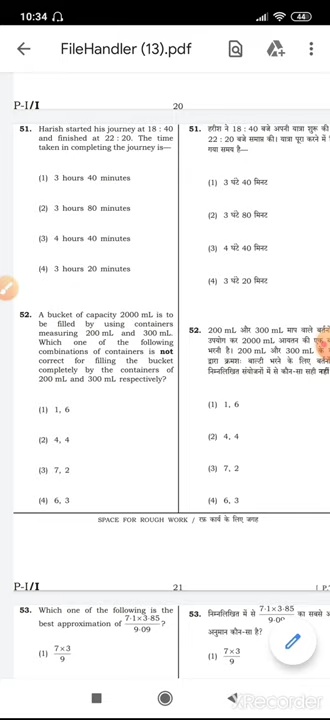 10:34
44
FileHandler (13).pdf
P-I/I
20
51. Harish started his journey at 18 : 40
and finished at 22 : 20. The time
taken in completing the journey is—
(1) 3 hours 40 minutes
(2) 3 hours 80 minutes
(3) 4 hours 40 minutes
(4) 3 hours 20 minutes
52. A bucket of capacity 2000 mL is to
be filled by using containers
measuring 200 mL and 300 mL.
Which one of the following
combinations of containers is not
correct for filling the bucket
completely by the containers of
200 mL and 300 mL respectively?
(1) 1, 6
(2) 4, 4
(3) 7, 2
(4) 6, 3
51. हरीश ने 18 : 40 बजे अपनी यात्रा शुरू की
22 : 20 बजे समाप्त की। यात्रा पूरा करने में
गया समय है—
(1) 3 घंटे 40 मिनट
(2) 3 घंटे 80 मिनट
(3) 4 घंटे 40 मिनट
(4) 3 घंटे 20 मिनट
52. 200 mL और 300 mL माप वाले बर्तनों
उपयोग कर 2000 mL आयतन की एक
भरनी है। 200 mL और 300 mL के
द्वारा क्रमशः बाल्टी भरने के लिए
निम्नलिखित संयोजनों में से कौन-सा सही नहीं
(1) 1, 6
(2) 4, 4
(3) 7, 2
(4) 6, 3
SPACE FOR ROUGH WORK / रफ़ कार्य के लिए जगह
P-I/I
21
[ P.
53. Which one of the following is the
best approximation of 7·1×3·85/9·09 ?
(1) 7×3/9
53. निम्नलिखित में से 7·1×3·85/9·09 का सबसे
अनुमान कौन-सा है?
(1) 7×3/9
XRecorder